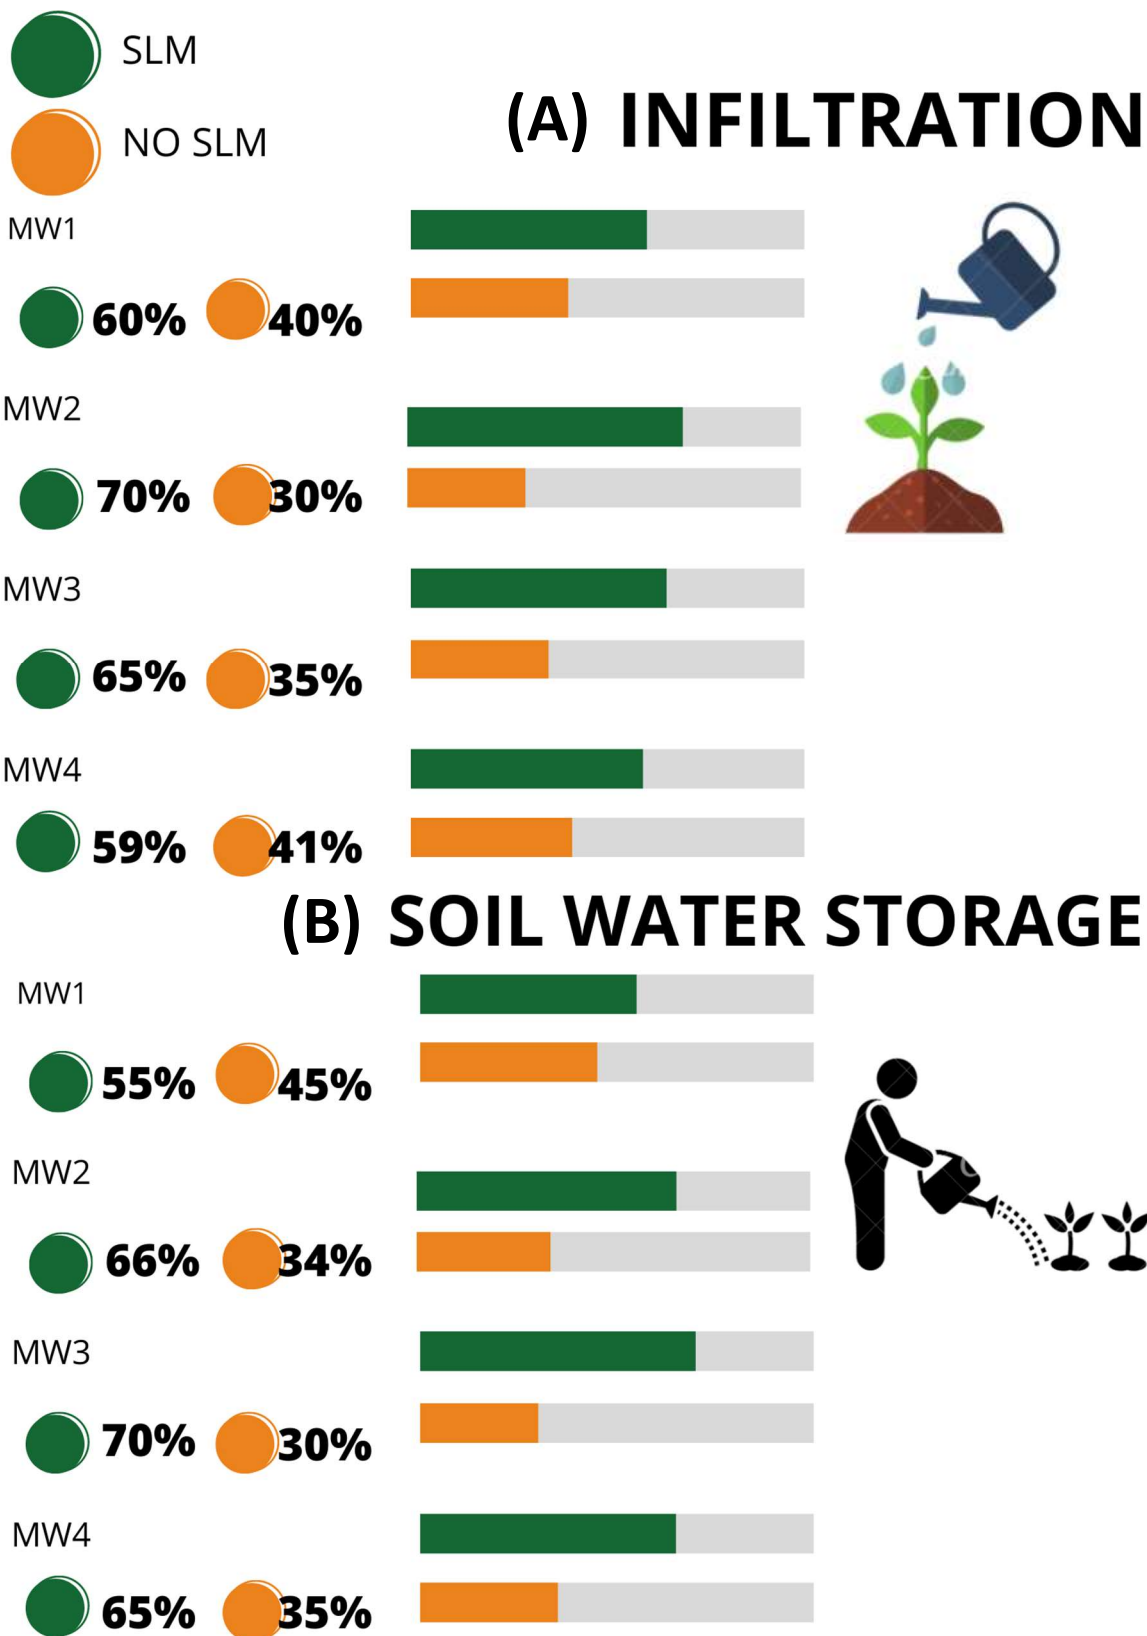 SLM
NO SLM
(A) INFILTRATION
MW1
60% 40%
MW2
70% 30%
MW3
65% 35%
MW4
59% 41%
(B) SOIL WATER STORAGE
MW1
55% 45%
MW2
66% 34%
MW3
70% 30%
MW4
65% 35%